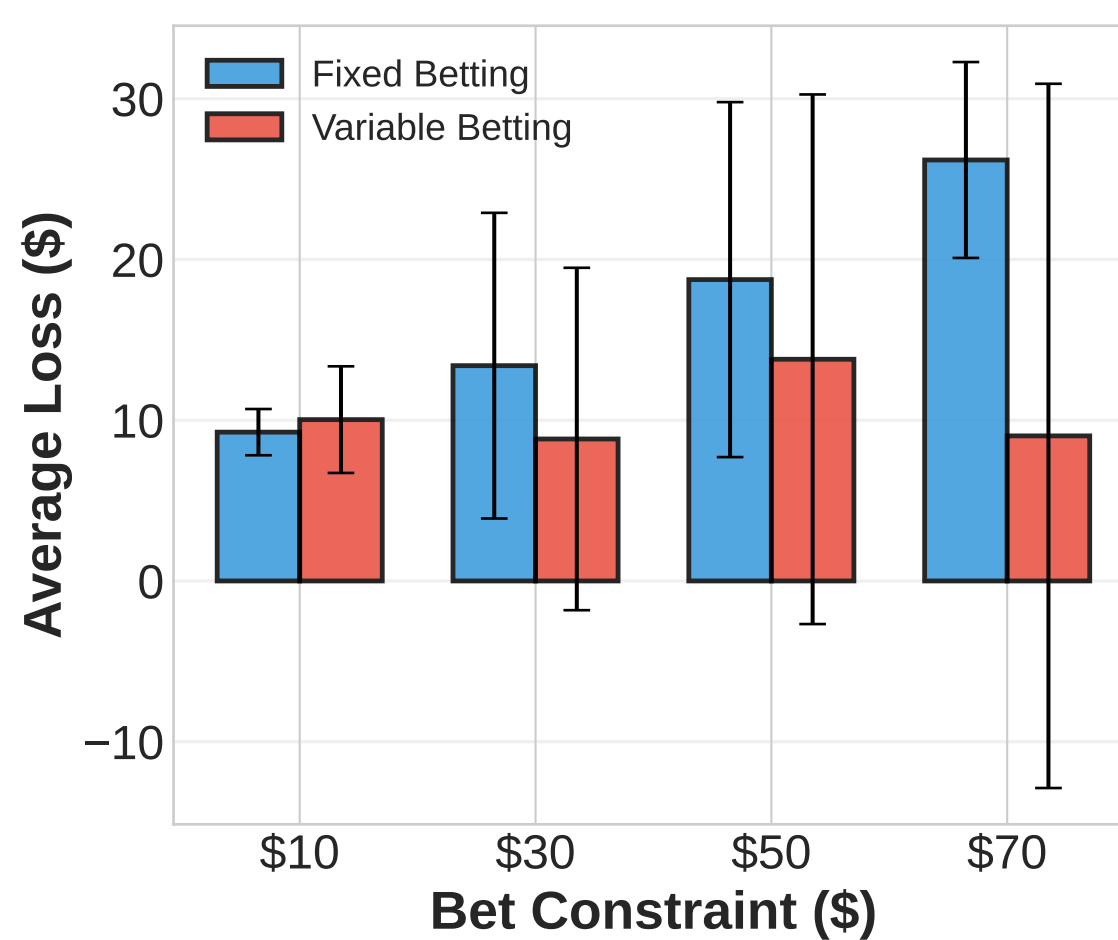 Fixed Betting
Variable Betting
Average Loss ($)
30
20
10
0
−10
$10 $30 $50 $70
Bet Constraint ($)